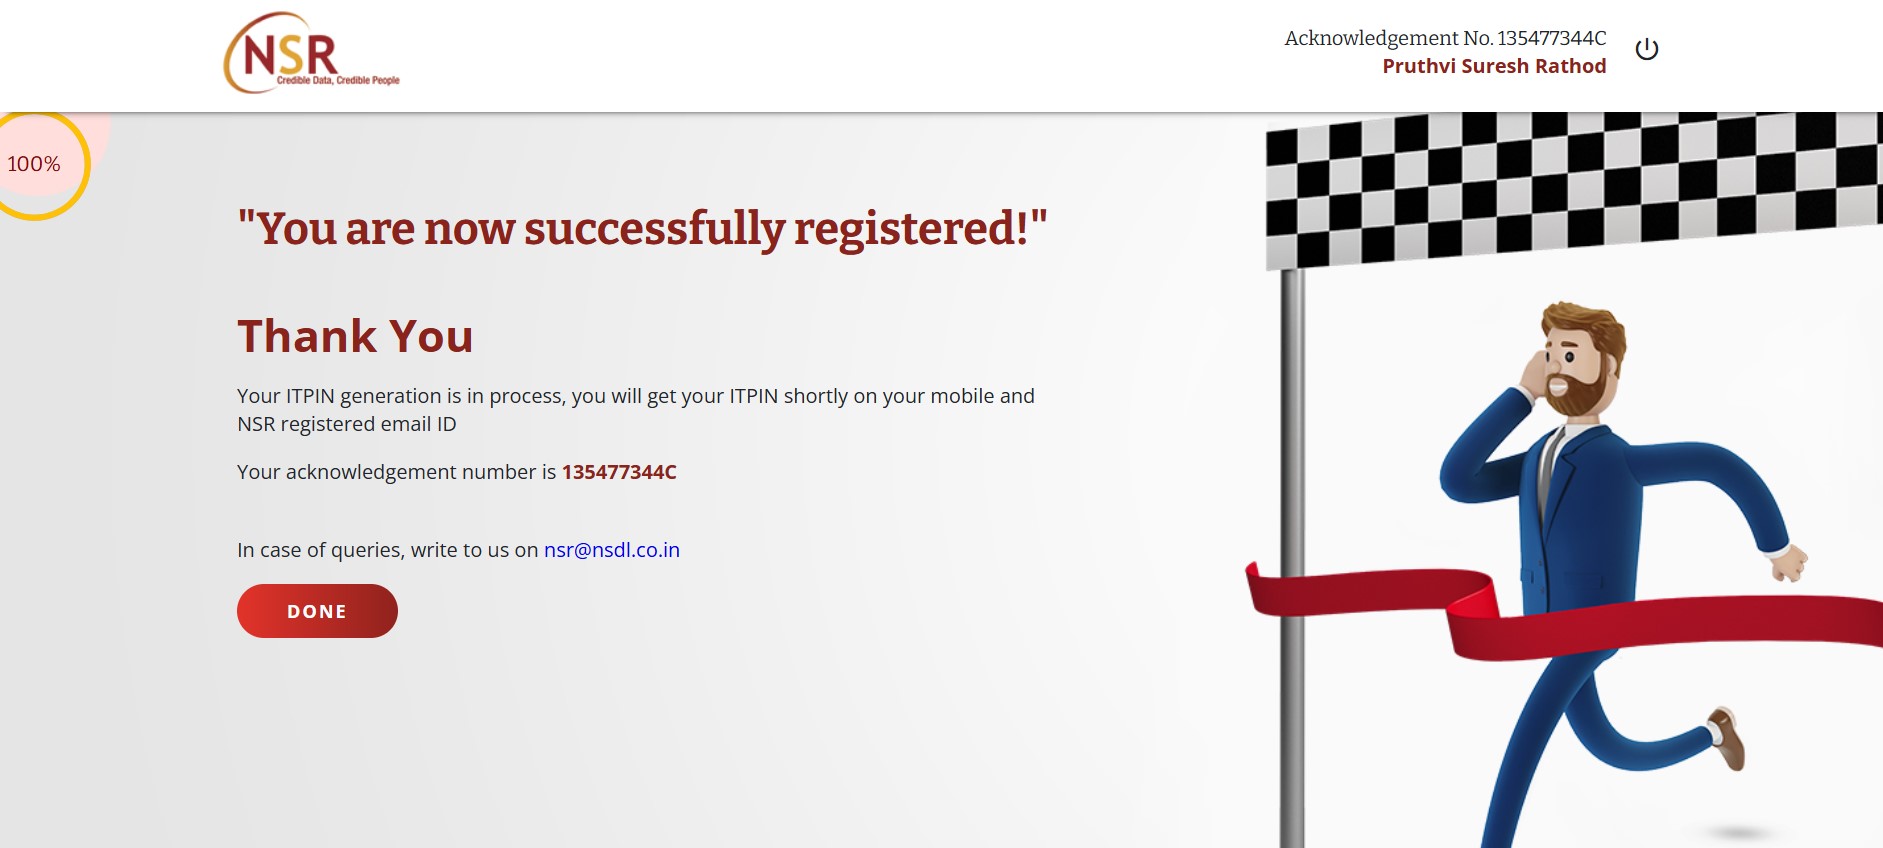 NSR
Credible Data, Credible People
Acknowledgement No. 135477344C
Pruthvi Suresh Rathod
100%
"You are now successfully registered!"
Thank You
Your ITPIN generation is in process, you will get your ITPIN shortly on your mobile and
NSR registered email ID
Your acknowledgement number is 135477344C
In case of queries, write to us on nsr@nsdl.co.in
DONE